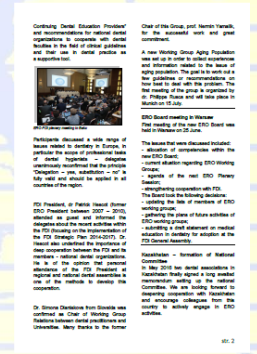 Continuing Dental Education Providers"
and recommendations for national dental
organizations to cooperate with dental
faculties in the field of clinical guidelines
and their use in dental practice as
a supportive tool.
ERO FDI plenary meeting in Baku
Participants discussed a wide range of
issues related to dentistry in Europe, in
particular the scope of professional tasks
of dental hygienists - delegates
unanimously reconfirmed that the principle
"Delegation – yes, substitution – no" is
fully valid and should be applied in all
countries of the region.
FDI President, dr Patrick Hescot (former
ERO President between 2007 – 2010),
attended as guest and informed the
delegates about the recent activities within
the FDI (focusing on the implementation of
the FDI Strategic Plan 2014-2017). Dr.
Hescot also underlined the importance of
deep cooperation between the FDI and its
members - national dental organizations.
He is of the opinion that personal
attendance of the FDI President at
regional and national dental assemblies is
one of the methods to develop this
cooperation.
Dr. Simona Dianiskova from Slovakia was
confirmed as Chair of Working Group
Relations between dental practitioners and
Universities. Many thanks to the former
Chair of this Group, prof. Nermin Yamalik,
for the successful work and great
commitment.
A new Working Group Aging Population
was set up in order to collect experiences
and information related to the issue of
aging population. The goal is to work out a
few guidelines or recommendations on
how best to deal with this problem. The
first meeting of the group is organized by
dr. Philippe Rusca and will take place in
Munich on 15 July.
ERO Board meeting in Warsaw
First meeting of the new ERO Board was
held in Warsaw on 25 June.
The issues that were discussed included:
- allocation of competencies within the
new ERO Board;
- current situation regarding ERO Working
Groups;
- agenda of the next ERO Plenary
Session;
- strengthening cooperation with FDI.
The Board took the following decisions:
- updating the lists of members of ERO
working groups;
- gathering the plans of future activities of
ERO working groups;
- submitting a draft statement on medical
education in dentistry for adoption at the
FDI General Assembly.
Kazakhstan – formation of National
Committee
In May 2016 two dental associations in
Kazakhstan finally signed a long awaited
memorandum setting up the national
Committee. We are looking forward to
deepening cooperation with Kazakhstan
and encourage colleagues from this
country to actively engage in ERO
activities.
str. 2